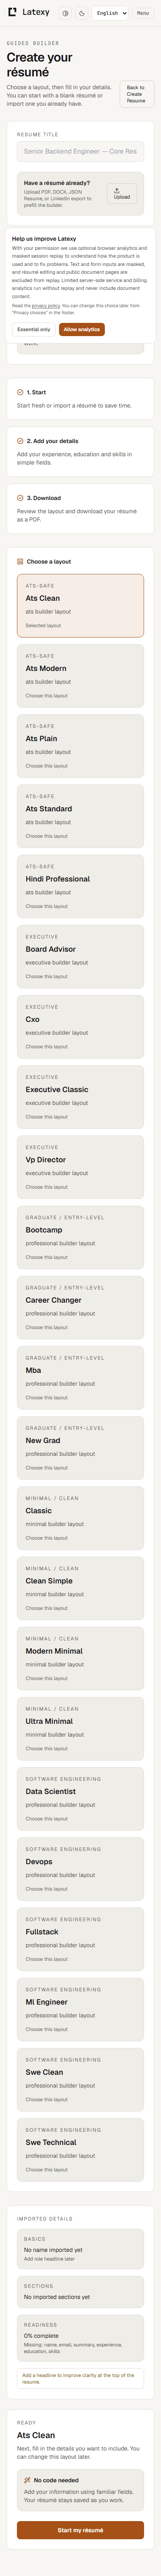 Latexy
English
Menu
GUIDED BUILDER
Create your
résumé
Choose a layout, then fill in your details.
You can start with a blank résumé or
import one you already have.
Back to
Create
Resume
RESUME TITLE
Senior Backend Engineer — Core Res
Have a résumé already?
Upload PDF, DOCX, JSON
Resume, or LinkedIn export to
prefill the builder.
Upload
Help us improve Latexy
With your permission we use optional browser analytics and
masked session replay to understand how the product is
used and to fix problems. Text and form inputs are masked,
and résumé editing and public document pages are
excluded from replay. Limited server-side service and billing
analytics run without replay and never include document
content.
Read the privacy policy. You can change this choice later from
"Privacy choices" in the footer.
Essential only
Allow analytics
1. Start
Start fresh or import a résumé to save time.
2. Add your details
Add your experience, education and skills in
simple fields.
3. Download
Review the layout and download your résumé
as a PDF.
Choose a layout
ATS-SAFE
Ats Clean
ats builder layout
Selected layout
ATS-SAFE
Ats Modern
ats builder layout
Choose this layout
ATS-SAFE
Ats Plain
ats builder layout
Choose this layout
ATS-SAFE
Ats Standard
ats builder layout
Choose this layout
ATS-SAFE
Hindi Professional
ats builder layout
Choose this layout
EXECUTIVE
Board Advisor
executive builder layout
Choose this layout
EXECUTIVE
Cxo
executive builder layout
Choose this layout
EXECUTIVE
Executive Classic
executive builder layout
Choose this layout
EXECUTIVE
Vp Director
executive builder layout
Choose this layout
GRADUATE / ENTRY-LEVEL
Bootcamp
professional builder layout
Choose this layout
GRADUATE / ENTRY-LEVEL
Career Changer
professional builder layout
Choose this layout
GRADUATE / ENTRY-LEVEL
Mba
professional builder layout
Choose this layout
GRADUATE / ENTRY-LEVEL
New Grad
professional builder layout
Choose this layout
MINIMAL / CLEAN
Classic
minimal builder layout
Choose this layout
MINIMAL / CLEAN
Clean Simple
minimal builder layout
Choose this layout
MINIMAL / CLEAN
Modern Minimal
minimal builder layout
Choose this layout
MINIMAL / CLEAN
Ultra Minimal
minimal builder layout
Choose this layout
SOFTWARE ENGINEERING
Data Scientist
professional builder layout
Choose this layout
SOFTWARE ENGINEERING
Devops
professional builder layout
Choose this layout
SOFTWARE ENGINEERING
Fullstack
professional builder layout
Choose this layout
SOFTWARE ENGINEERING
Ml Engineer
professional builder layout
Choose this layout
SOFTWARE ENGINEERING
Swe Clean
professional builder layout
Choose this layout
SOFTWARE ENGINEERING
Swe Technical
professional builder layout
Choose this layout
IMPORTED DETAILS
BASICS
No name imported yet
Add role headline later
SECTIONS
No imported sections yet
READINESS
0% complete
Missing: name, email, summary, experience,
education, skills
Add a headline to improve clarity at the top of the
resume.
READY
Ats Clean
Next, fill in the details you want to include. You
can change this layout later.
No code needed
Add your information using familiar fields.
Your résumé stays saved as you work.
Start my résumé